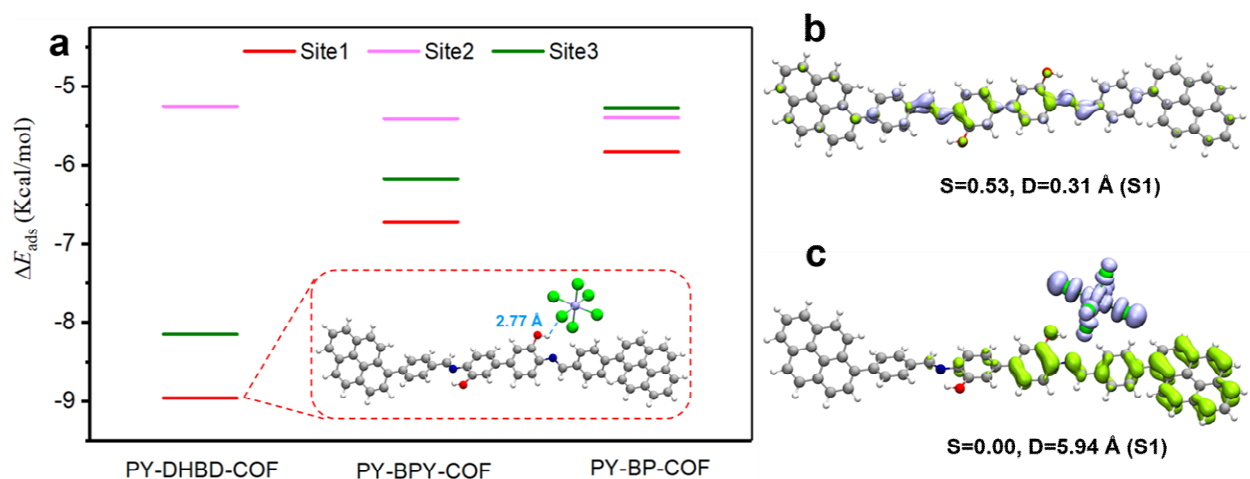 a
Site1 Site2 Site3
-5
-6
-7
-8
-9
ΔEads (Kcal/mol)
2.77 Å
PY-DHBD-COF PY-BPY-COF PY-BP-COF
b
S=0.53, D=0.31 Å (S1)
c
S=0.00, D=5.94 Å (S1)